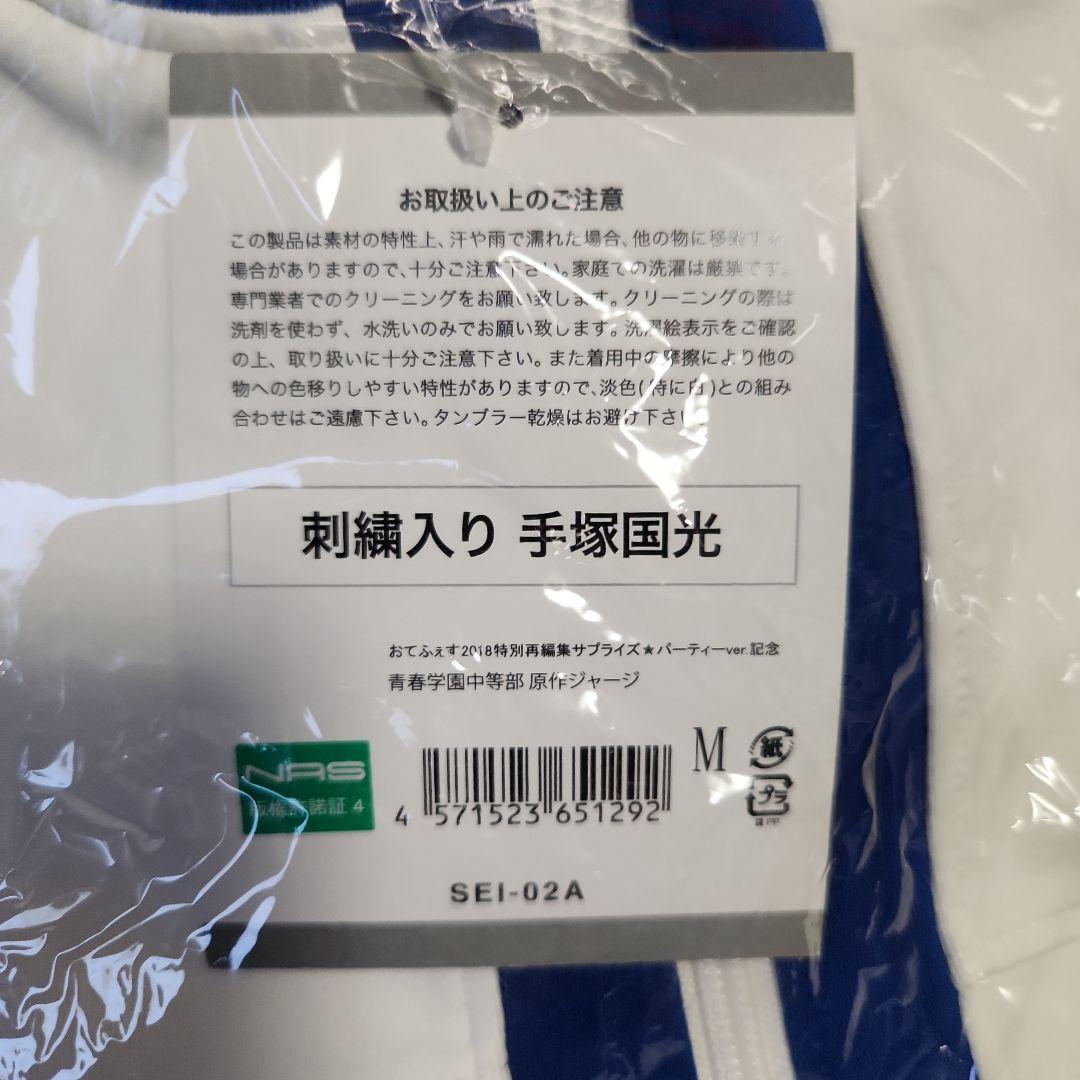 お取扱い上のご注意
この製品は素材の特性上、汗や雨で濡れた場合、他の物に移染する
場合がありますので、十分ご注意下さい。家庭での洗濯は厳禁です。
専門業者でのクリーニングをお願い致します。クリーニングの際は
洗剤を使わず、水洗いのみでお願い致します。洗濯絵表示をご確認
の上、取り扱いに十分ご注意下さい。また着用中の摩擦により他の
物への色移りしやすい特性がありますので、淡色(特に白)との組み
合わせはご遠慮下さい。タンブラー乾燥はお避け下さい。
刺繍入り 手塚国光
おてふぇす2018特別再編集サプライズ★パーティーver.記念
青春学園中等部 原作ジャージ
NAS
版権許諾証 4
4 571523 651292
M
紙
プラ
袋 PP
SEI-02A